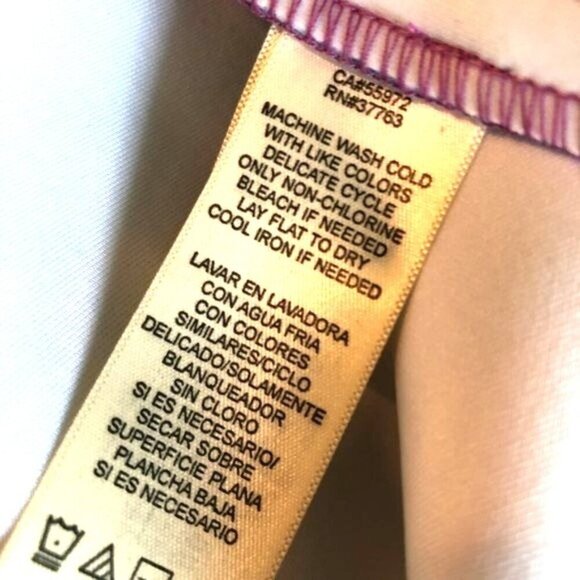 CA#55972
RN#37763
MACHINE WASH COLD
WITH LIKE COLORS
DELICATE CYCLE
ONLY NON-CHLORINE
BLEACH IF NEEDED
LAY FLAT TO DRY
COOL IRON IF NEEDED
LAVAR EN LAVADORA
CON AGUA FRIA
CON COLORES
SIMILARES/CICLO
DELICADO/SOLAMENTE
BLANQUEADOR
SIN CLORO
SI ES NECESARIO/
SECAR SOBRE
SUPERFICIE PLANA
PLANCHA BAJA
SI ES NECESARIO